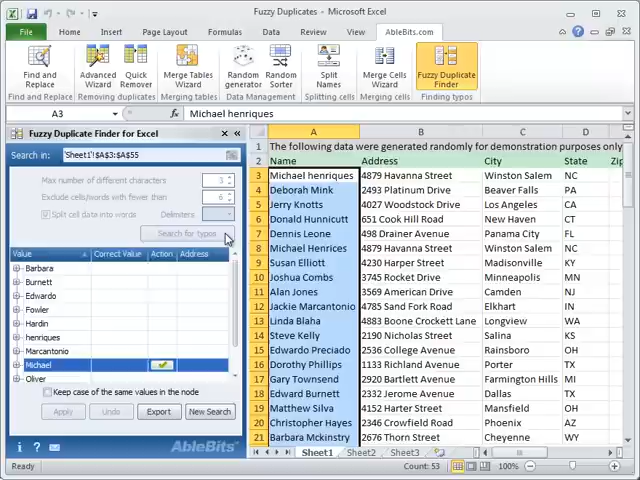 Fuzzy Duplicates - Microsoft Excel
File Home Insert Page Layout Formulas Data Review View AbleBits.com
Find and Replace
Advanced Wizard
Quick Remover
Merge Tables Wizard
Random generator
Random Sorter
Split Names
Merge Cells Wizard
Fuzzy Duplicate Finder
Find and Replace Removing duplicates Merging tables Data Management Splitting cells Merging cells Finding typos
A3 fx Michael henriques
Fuzzy Duplicate Finder for Excel
Search in: 'Sheet1'!$A$3:$A$55
Max number of different characters 3
Exclude cells/words with fewer than 6
Split cell data into words Delimiters:
Search for typos
Value Correct Value Action Address
Barbara
Burnett
Edwardo
Fowler
Hardin
henriques
Marcantonio
Michael
Oliver
Keep case of the same values in the node
Apply Undo Export New Search
AbleBits
A B C D
1 The following data were generated randomly for demonstration purposes only
2 Name Address City State Zip
3 Michael henriques 4879 Havanna Street Winston Salem NC
4 Deborah Mink 2493 Platinum Drive Beaver Falls PA
5 Jerry Knotts 4027 Woodstock Drive Los Angeles CA
6 Donald Hunnicutt 651 Cook Hill Road New Haven CT
7 Dennis Leone 498 Drainer Avenue Panama City FL
8 Michael Henrices 4879 Havanna Street Winston Salem NC
9 Susan Elliott 4230 Harper Street Madisonville KY
10 Joshua Combs 3745 Rocket Drive Minneapolis MN
11 Alan Jones 3549 American Drive Camden NJ
12 Jackie Marcantonio 4785 Sand Fork Road Elkhart IN
13 Linda Blaha 4883 Boone Crockett Lane Longview WA
14 Steve Kelly 2190 Nicholas Street Salina KS
15 Edwardo Preciado 2536 College Avenue Rainsboro OH
16 Dorothy Phillips 1133 Richland Avenue Porter TX
17 Gary Townsend 2920 Bartlett Avenue Farmington Hills MI
18 Edward Burnett 2332 Jerome Avenue Dallas TX
19 Matthew Silva 4152 Harter Street Mansfield OH
20 Christopher Hayes 2346 Crowfield Road Phoenix AZ
21 Barbara Mckinstry 2676 Thorn Street Cheyenne WY
Sheet1 Sheet2 Sheet3
Ready Count: 53 100%